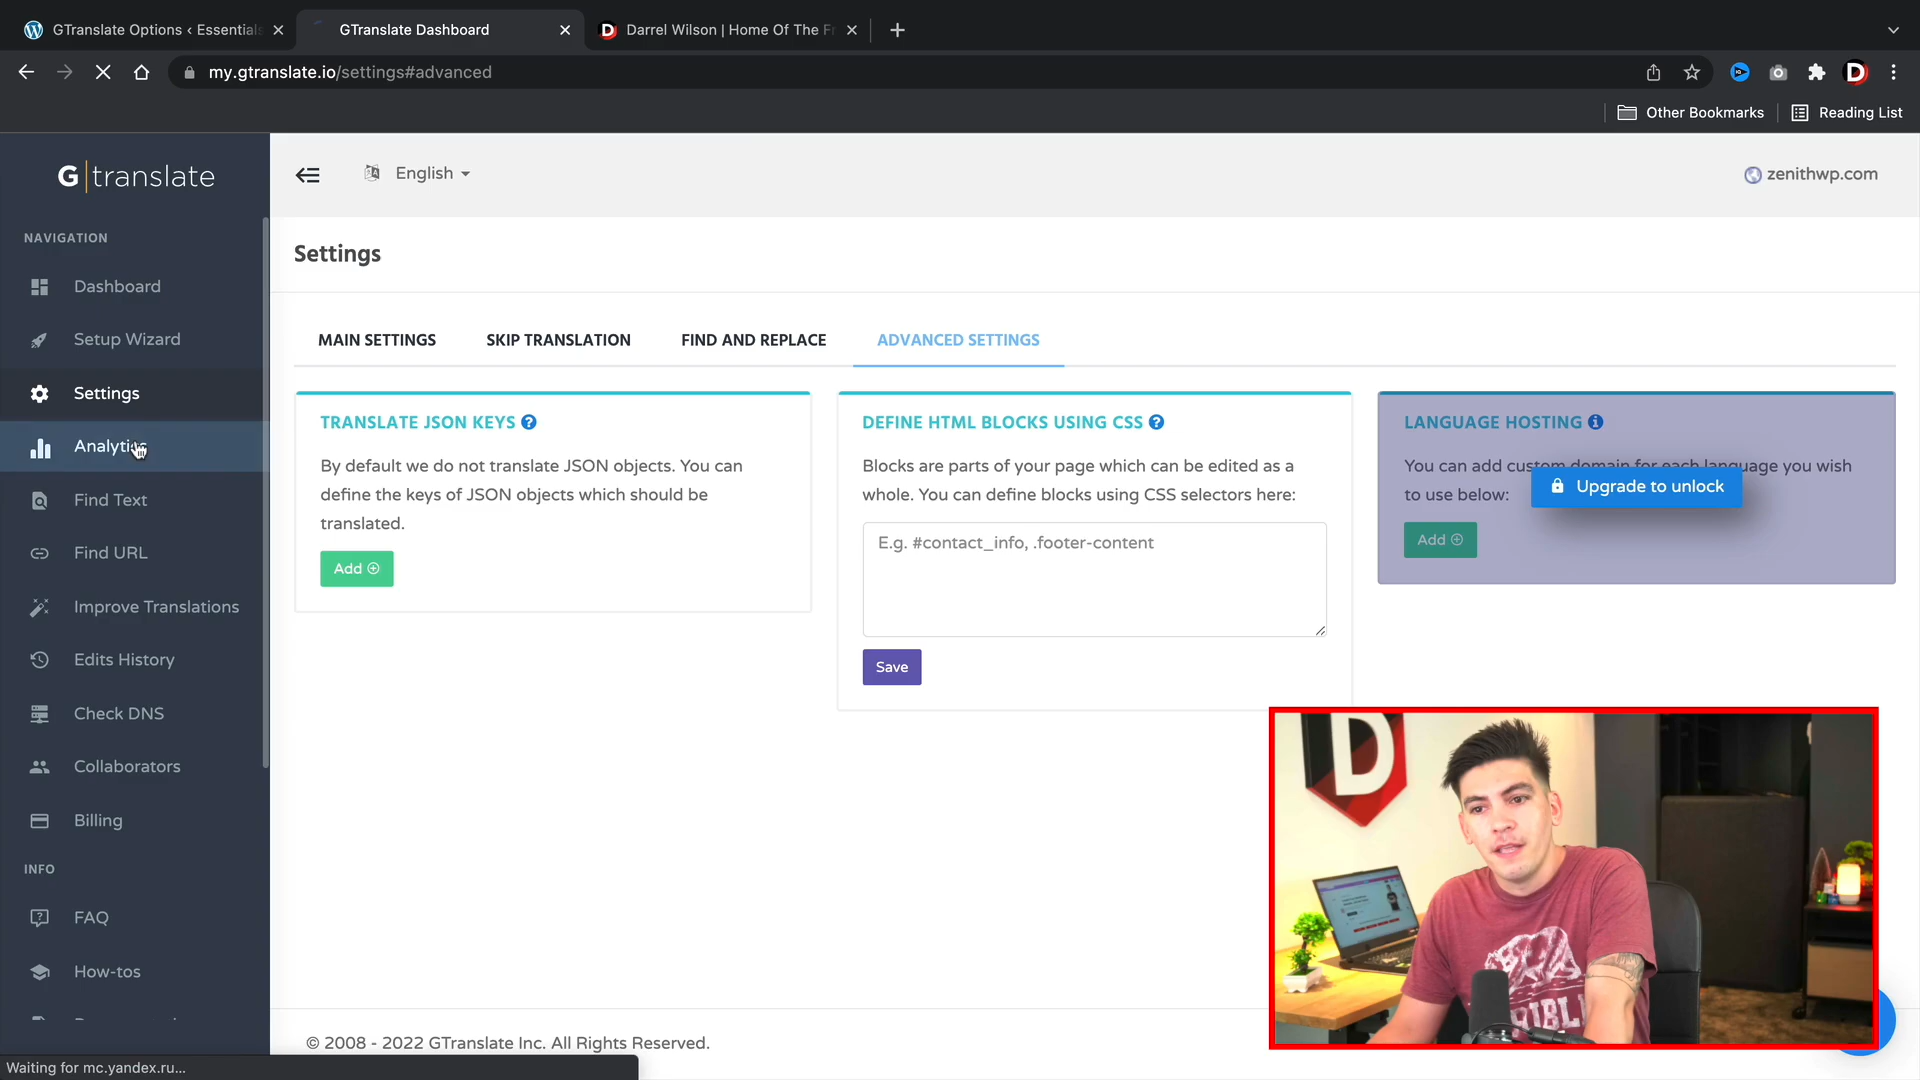 GTranslate Options ‹ Essentials
GTranslate Dashboard
Darrel Wilson | Home Of The Fr
my.gtranslate.io/settings#advanced
Other Bookmarks
Reading List
G|translate
English
zenithwp.com
NAVIGATION
Dashboard
Setup Wizard
Settings
Analytics
Find Text
Find URL
Improve Translations
Edits History
Check DNS
Collaborators
Billing
INFO
FAQ
How-tos
Settings
MAIN SETTINGS
SKIP TRANSLATION
FIND AND REPLACE
ADVANCED SETTINGS
TRANSLATE JSON KEYS
By default we do not translate JSON objects. You can
define the keys of JSON objects which should be
translated.
Add
DEFINE HTML BLOCKS USING CSS
Blocks are parts of your page which can be edited as a
whole. You can define blocks using CSS selectors here:
E.g. #contact_info, .footer-content
Save
LANGUAGE HOSTING
You can add custom domain for each language you wish
to use below:
Upgrade to unlock
Add
D
© 2008 - 2022 GTranslate Inc. All Rights Reserved.
Waiting for mc.yandex.ru...